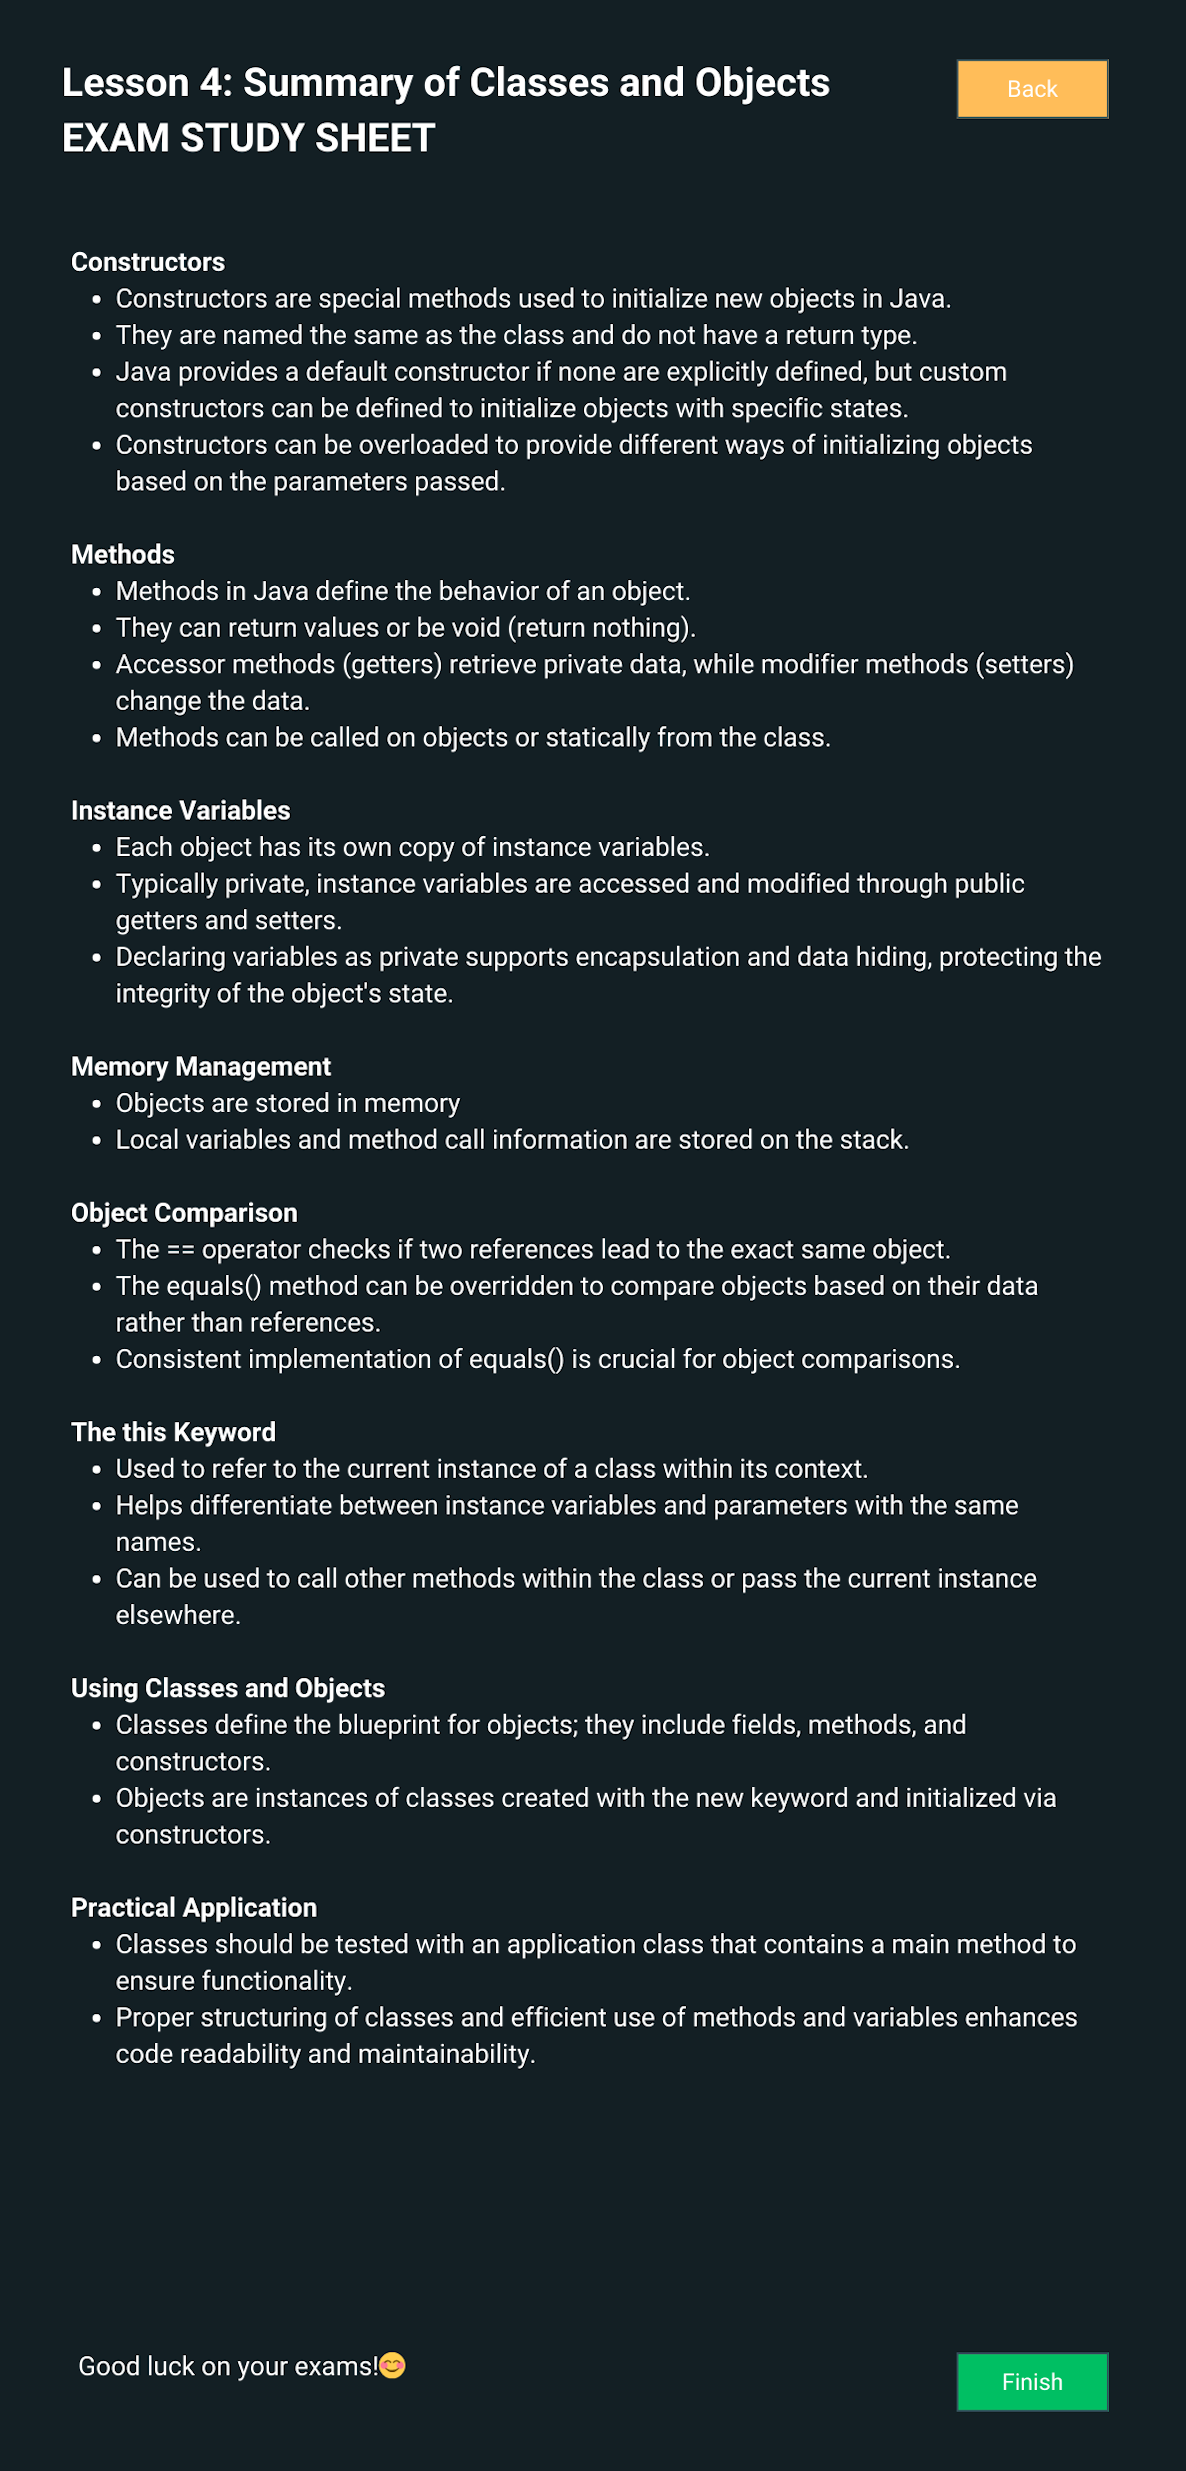 Lesson 4: Summary of Classes and Objects
EXAM STUDY SHEET
Back
Constructors
• Constructors are special methods used to initialize new objects in Java.
• They are named the same as the class and do not have a return type.
• Java provides a default constructor if none are explicitly defined, but custom
constructors can be defined to initialize objects with specific states.
• Constructors can be overloaded to provide different ways of initializing objects
based on the parameters passed.
Methods
• Methods in Java define the behavior of an object.
• They can return values or be void (return nothing).
• Accessor methods (getters) retrieve private data, while modifier methods (setters)
change the data.
• Methods can be called on objects or statically from the class.
Instance Variables
• Each object has its own copy of instance variables.
• Typically private, instance variables are accessed and modified through public
getters and setters.
• Declaring variables as private supports encapsulation and data hiding, protecting the
integrity of the object's state.
Memory Management
• Objects are stored in memory
• Local variables and method call information are stored on the stack.
Object Comparison
• The == operator checks if two references lead to the exact same object.
• The equals() method can be overridden to compare objects based on their data
rather than references.
• Consistent implementation of equals() is crucial for object comparisons.
The this Keyword
• Used to refer to the current instance of a class within its context.
• Helps differentiate between instance variables and parameters with the same
names.
• Can be used to call other methods within the class or pass the current instance
elsewhere.
Using Classes and Objects
• Classes define the blueprint for objects; they include fields, methods, and
constructors.
• Objects are instances of classes created with the new keyword and initialized via
constructors.
Practical Application
• Classes should be tested with an application class that contains a main method to
ensure functionality.
• Proper structuring of classes and efficient use of methods and variables enhances
code readability and maintainability.
Good luck on your exams!😊
Finish